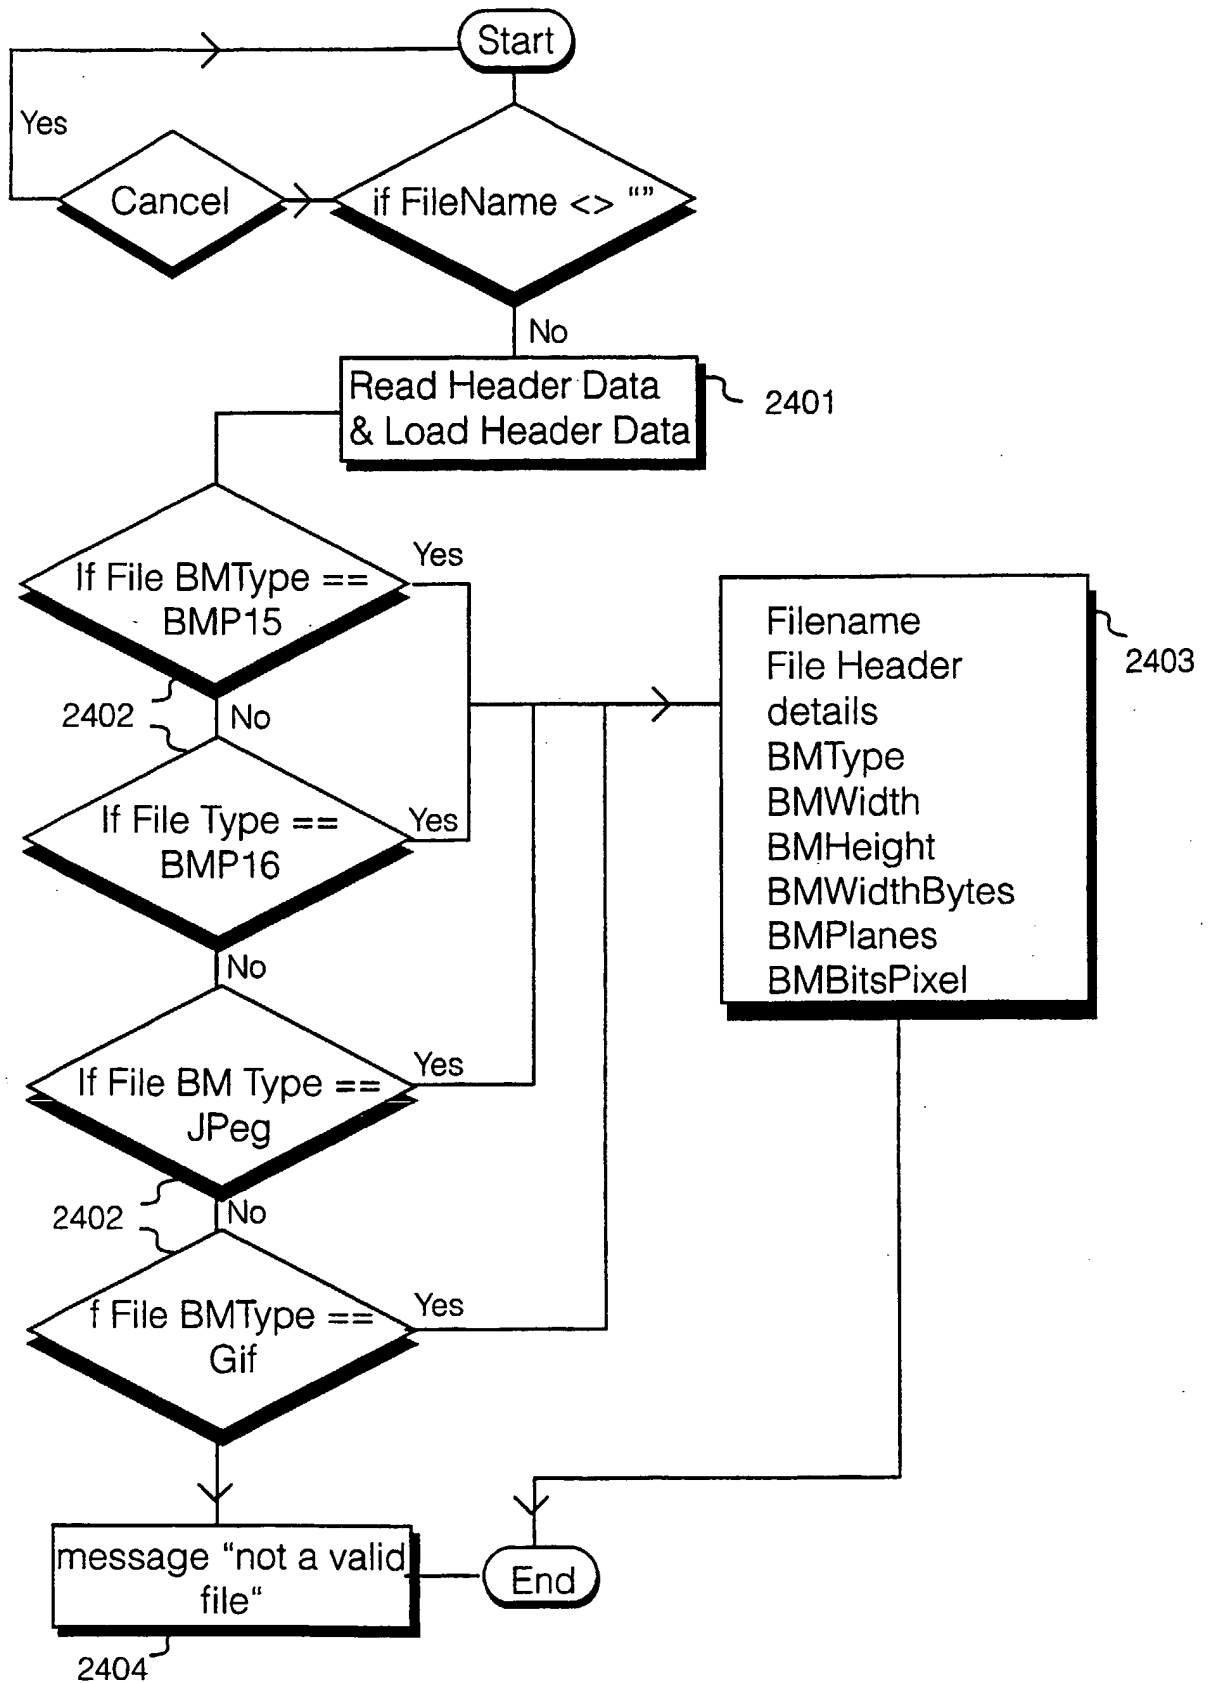 Start
Yes
Cancel
if FileName <> “”
No
Read Header Data
& Load Header Data
2401
If File BMType ==
BMP15
Yes
2402
No
If File Type ==
BMP16
Yes
No
If File BM Type ==
JPeg
Yes
2402
No
f File BMType ==
Gif
Yes
Filename
File Header
details
BMType
BMWidth
BMHeight
BMWidthBytes
BMPlanes
BMBitsPixel
2403
message “not a valid
file“
2404
End